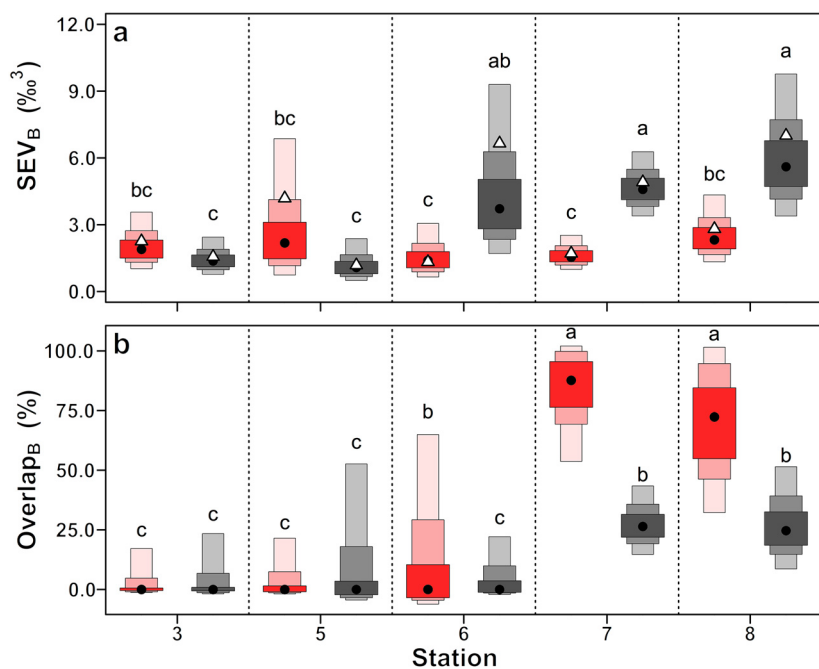 a
SEV_B (‰³)
12.0
9.0
6.0
3.0
0.0
bc c bc c c ab c a bc a
b
Overlap_B (%)
100.0
75.0
50.0
25.0
0.0
c c c c b c a b a b
3 5 6 7 8
Station